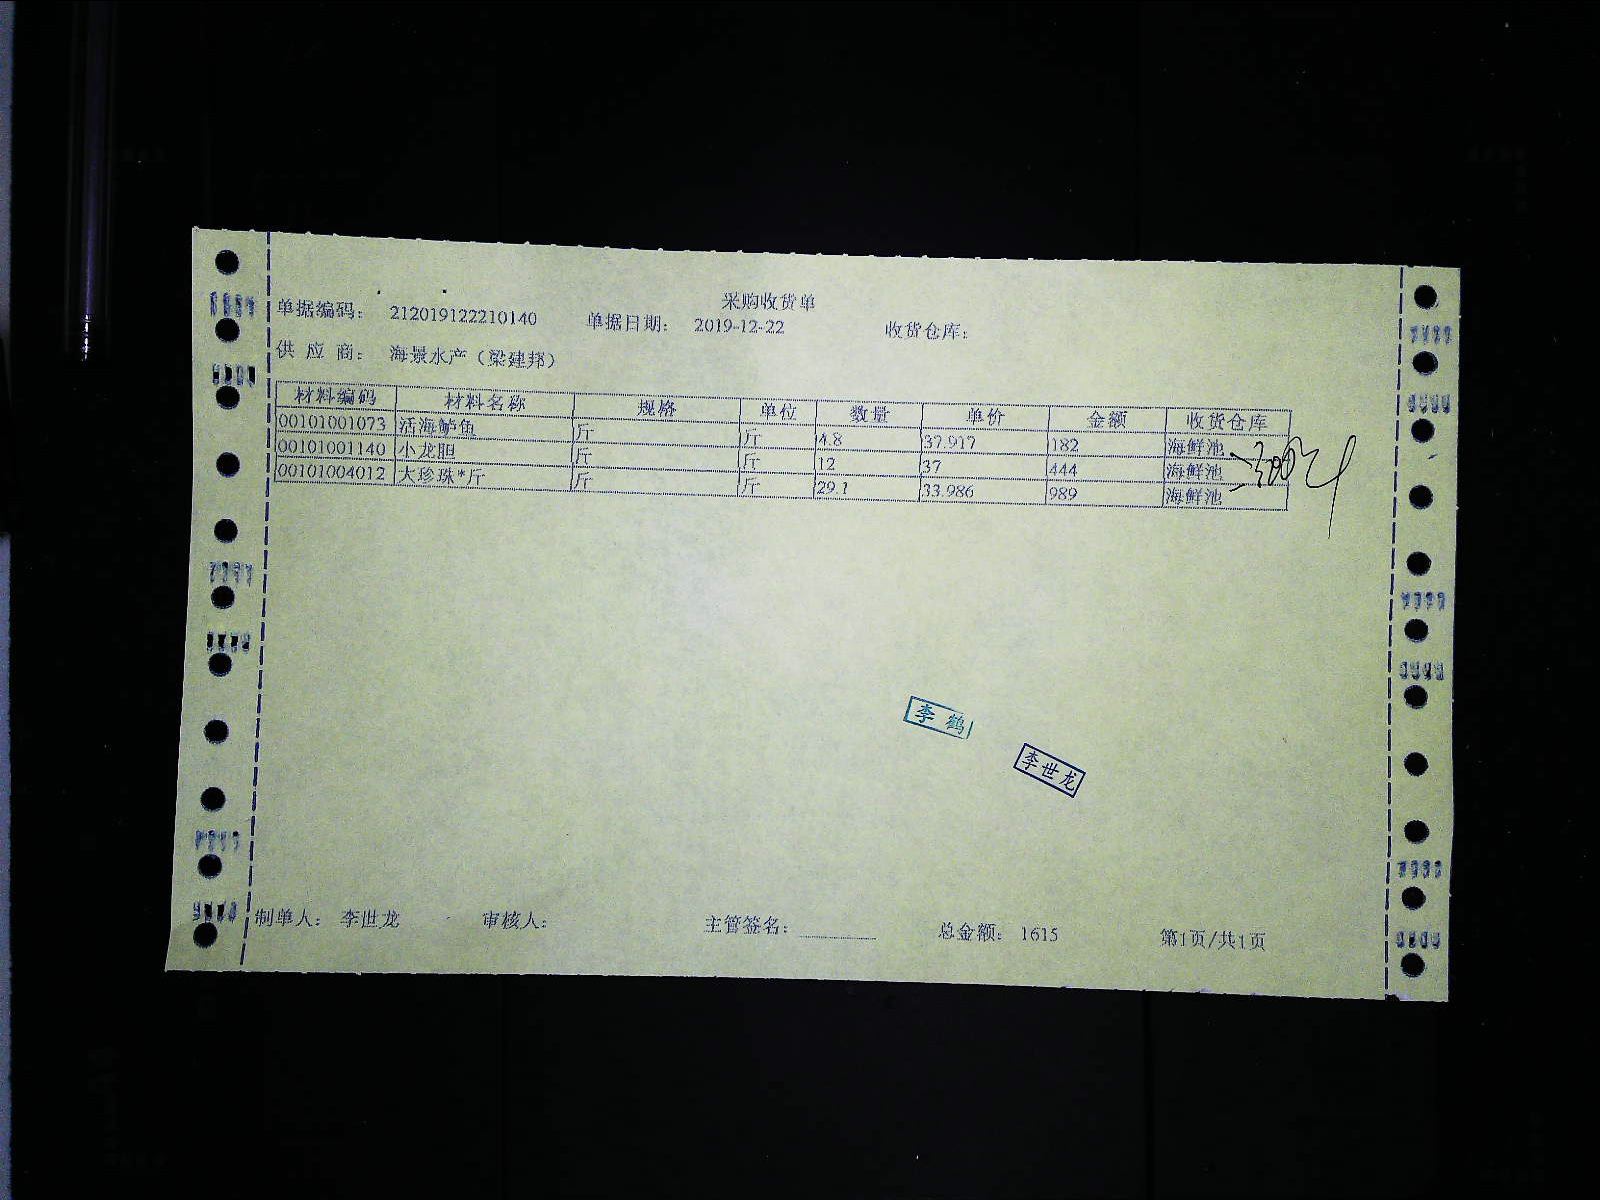 采购收货单
单据编码： 212019122210140 单据日期： 2019-12-22 收货仓库：
供 应 商： 海景水产（梁建邦）
材料编码 材料名称 规格 单位 数量 单价 金额 收货仓库
00101001073 活海鲈鱼 斤 斤 4.8 37.917 182 海鲜池
00101001140 小龙胆 斤 斤 12 37 444 海鲜池
00101004012 大珍珠*斤 斤 斤 29.1 33.986 989 海鲜池
李 鹤
李世龙
制单人： 李世龙 审核人： 主管签名： 总金额： 1615 第1页/共1页